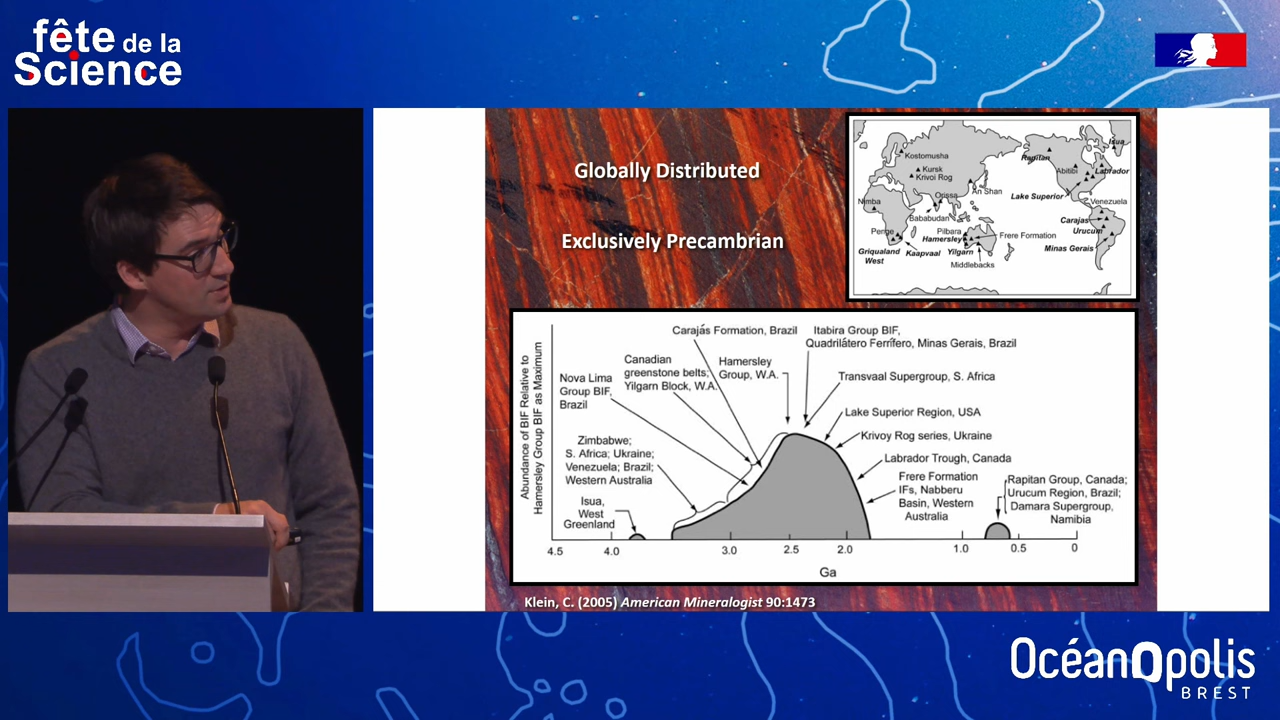 fête de la
Science
Globally Distributed
Exclusively Precambrian
Kostomusha
Kursk
Krivoi Rog
Nimba
Orissa
An Shan
Bababudan
Penge
Pilbara
Hamersley
Frere Formation
Griqualand
West
Kaapvaal
Yilgarn
Middlebacks
Isua
Rapitan
Abitibi
Labrador
Lake Superior
Venezuela
Carajas
Urucum
Minas Gerais
Abundance of BIF Relative to
Hamersley Group BIF as Maximum
Carajás Formation, Brazil
Itabira Group BIF,
Quadrilátero Ferrífero, Minas Gerais, Brazil
Canadian
greenstone belts;
Yilgarn Block, W.A.
Hamersley
Group, W.A.
Nova Lima
Group BIF,
Brazil
Transvaal Supergroup, S. Africa
Lake Superior Region, USA
Krivoy Rog series, Ukraine
Zimbabwe;
S. Africa; Ukraine;
Venezuela; Brazil;
Western Australia
Labrador Trough, Canada
Frere Formation
IFs, Nabberu
Basin, Western
Australia
Isua,
West
Greenland
Rapitan Group, Canada;
Urucum Region, Brazil;
Damara Supergroup,
Namibia
4.5 4.0 3.0 2.5 2.0 1.0 0.5 0
Ga
Klein, C. (2005) American Mineralogist 90:1473
OcéanOpolis
BREST